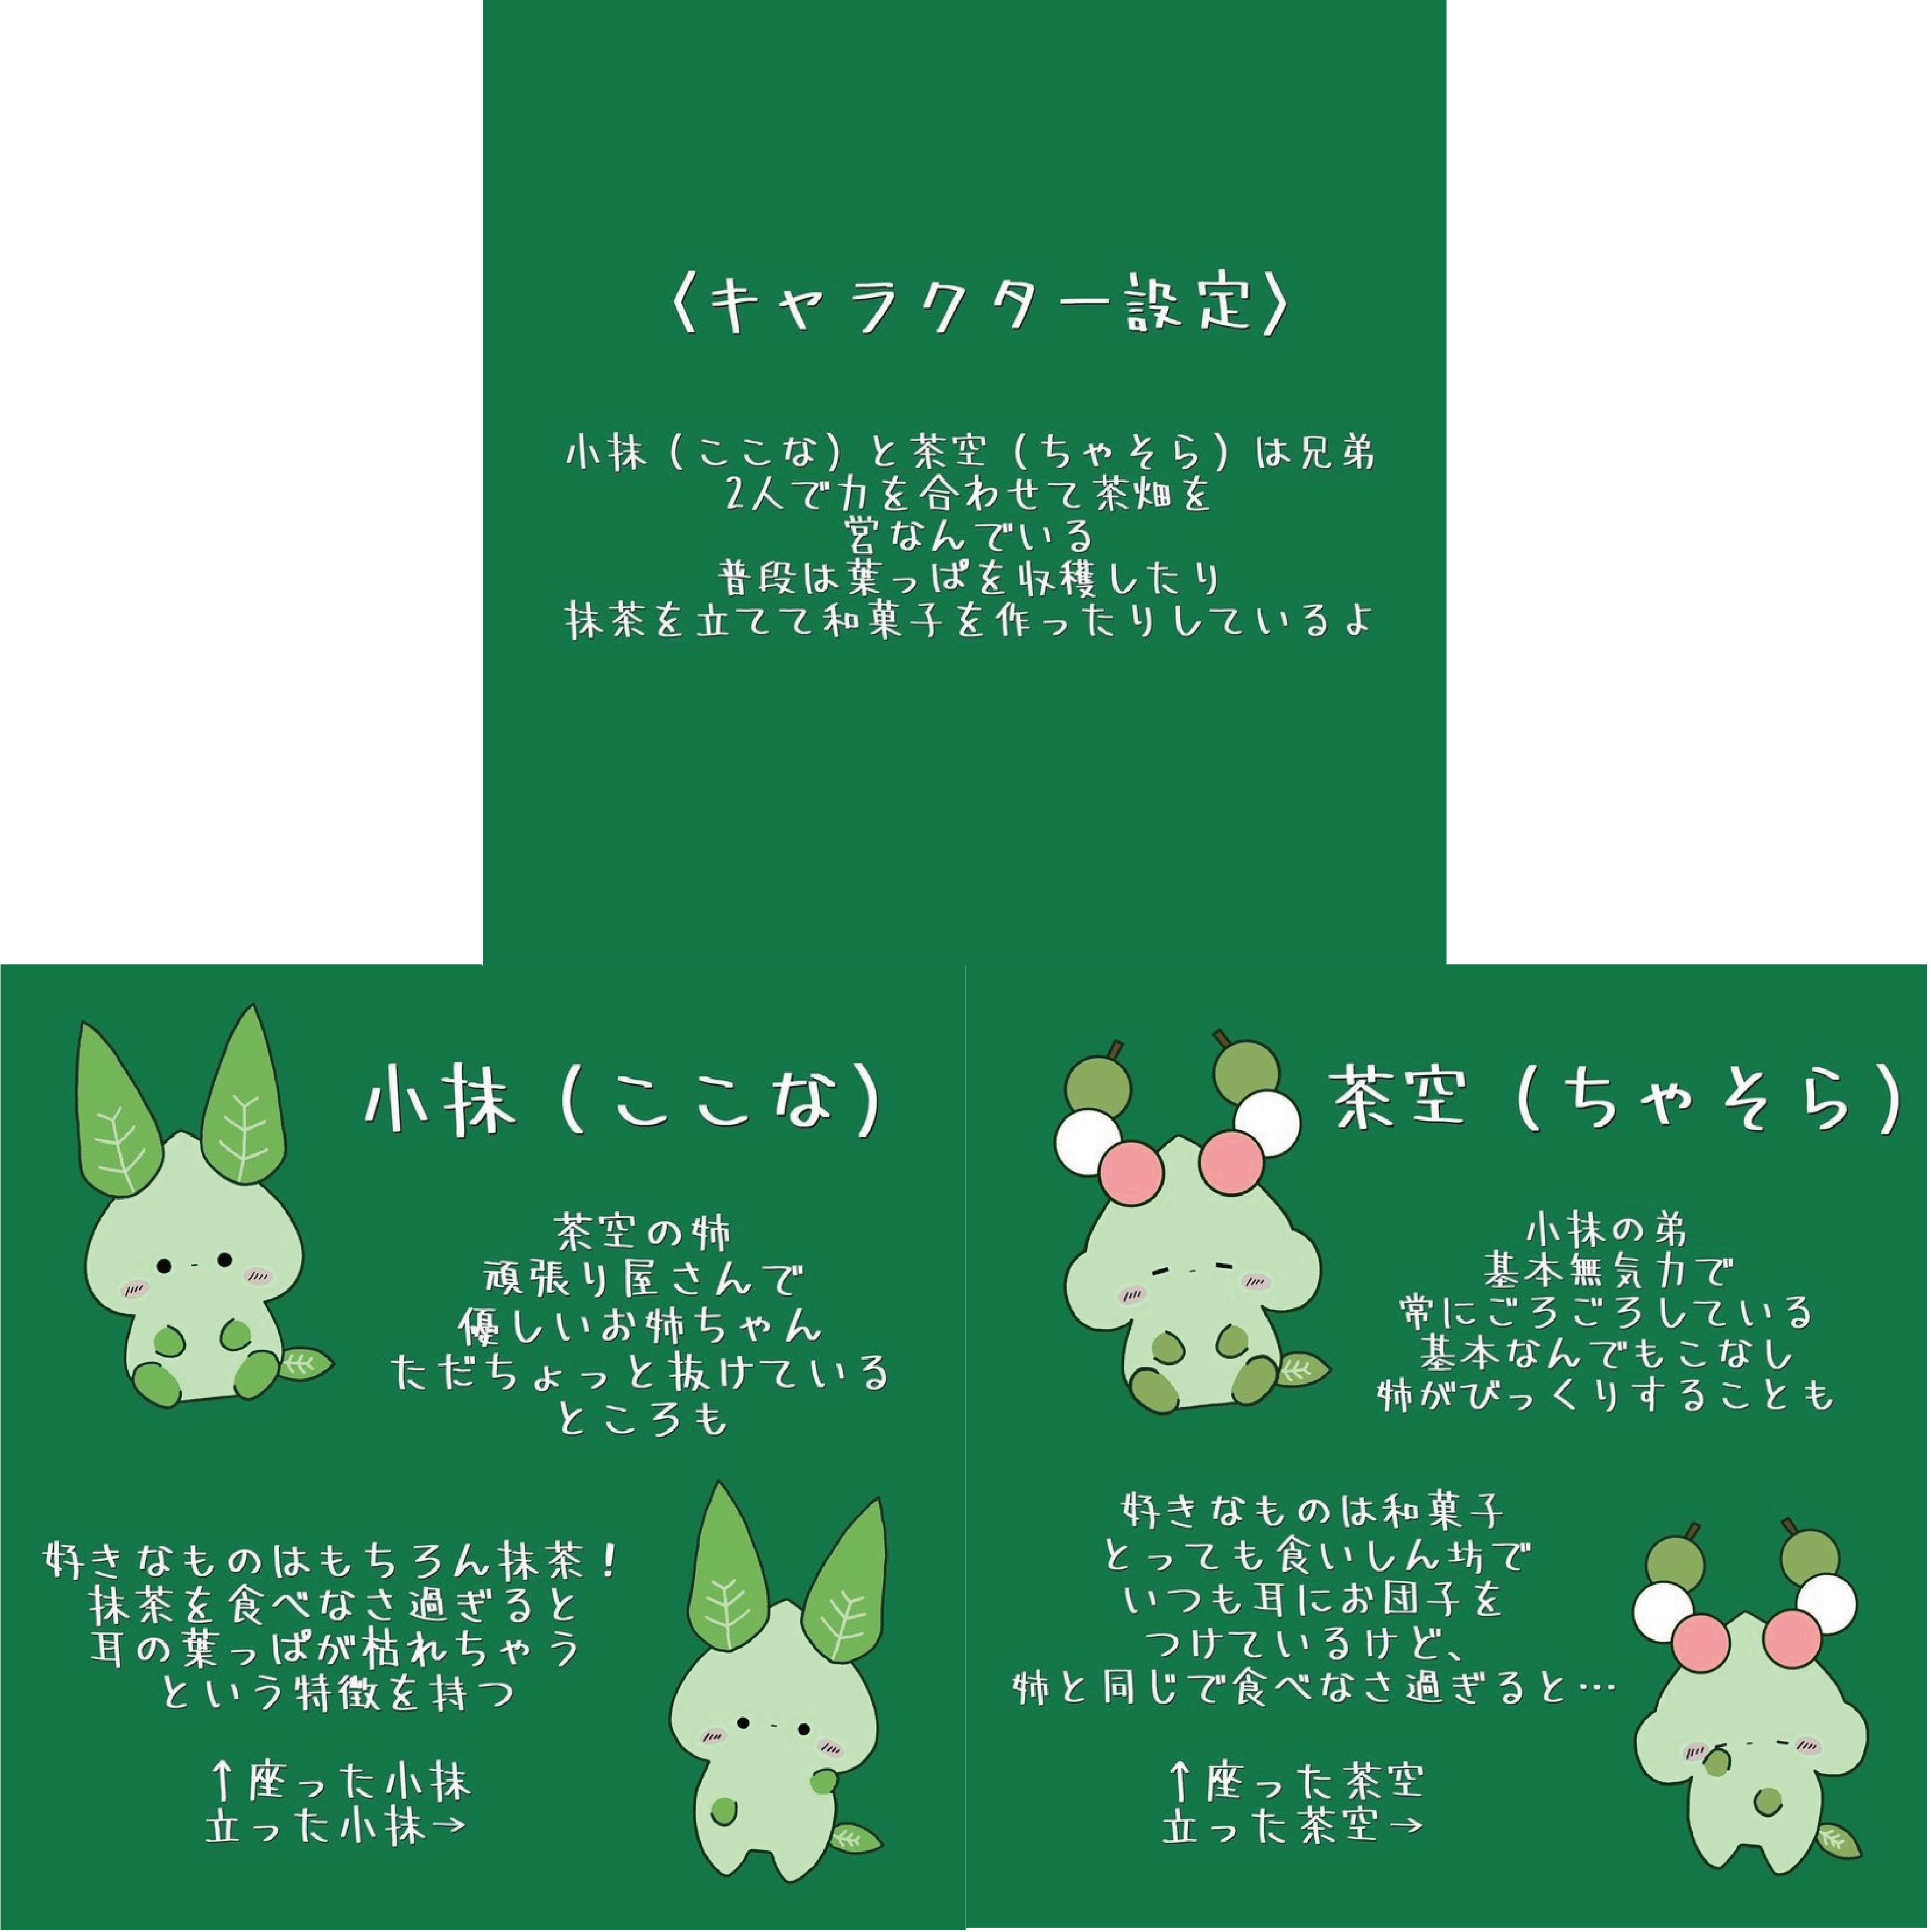 〈キャラクター設定〉
小抹(ここな)と茶空(ちゃそら)は兄弟
2人で力を合わせて茶畑を
営なんでいる
普段は葉っぱを収穫したり
抹茶を立てて和菓子を作ったりしているよ
小抹(ここな)
茶空の姉
頑張り屋さんで
優しいお姉ちゃん
ただちょっと抜けている
ところも
好きなものはもちろん抹茶!
抹茶を食べなさ過ぎると
耳の葉っぱが枯れちゃう
という特徴を持つ
↑座った小抹
立った小抹→
茶空(ちゃそら)
小抹の弟
基本無気力で
常にごろごろしている
基本なんでもこなし
姉がびっくりすることも
好きなものは和菓子
とっても食いしん坊で
いつも耳にお団子を
つけているけど、
姉と同じで食べなさ過ぎると…
↑座った茶空
立った茶空→